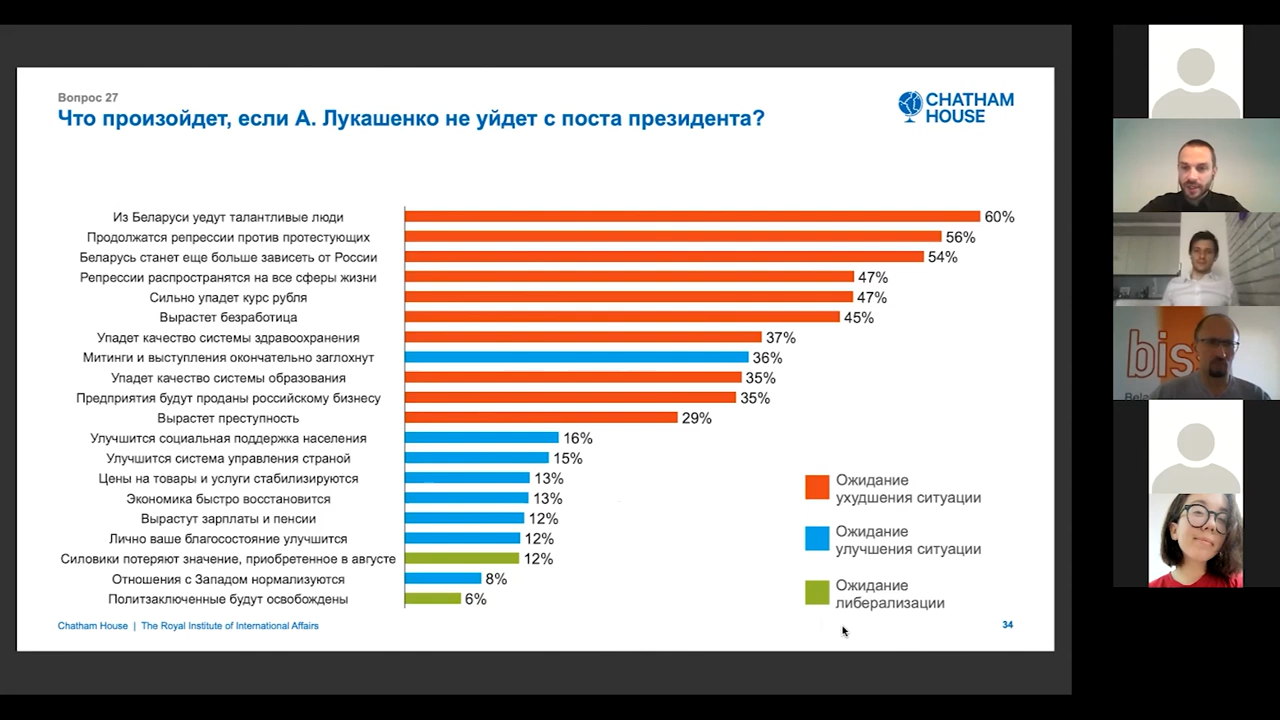 Вопрос 27
Что произойдет, если А. Лукашенко не уйдет с поста президента?
CHATHAM
HOUSE
Из Беларуси уедут талантливые люди 60%
Продолжатся репрессии против протестующих 56%
Беларусь станет еще больше зависеть от России 54%
Репрессии распространятся на все сферы жизни 47%
Сильно упадет курс рубля 47%
Вырастет безработица 45%
Упадет качество системы здравоохранения 37%
Митинги и выступления окончательно заглохнут 36%
Упадет качество системы образования 35%
Предприятия будут проданы российскому бизнесу 35%
Вырастет преступность 29%
Улучшится социальная поддержка населения 16%
Улучшится система управления страной 15%
Цены на товары и услуги стабилизируются 13%
Экономика быстро восстановится 13%
Вырастут зарплаты и пенсии 12%
Лично ваше благосостояние улучшится 12%
Силовики потеряют значение, приобретенное в августе 12%
Отношения с Западом нормализуются 8%
Политзаключенные будут освобождены 6%
Ожидание
ухудшения ситуации
Ожидание
улучшения ситуации
Ожидание
либерализации
Chatham House | The Royal Institute of International Affairs
34
bis